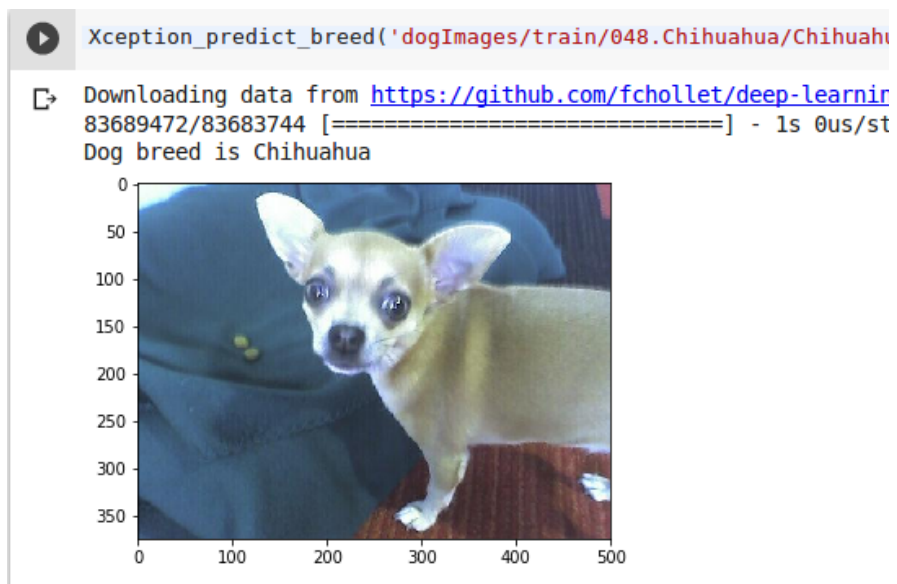 Xception_predict_breed('dogImages/train/048.Chihuahua/Chihuahu
Downloading data from https://github.com/fchollet/deep-learnin
83689472/83683744 [==============================] - 1s 0us/st
Dog breed is Chihuahua
0
50
100
150
200
250
300
350
0 100 200 300 400 500